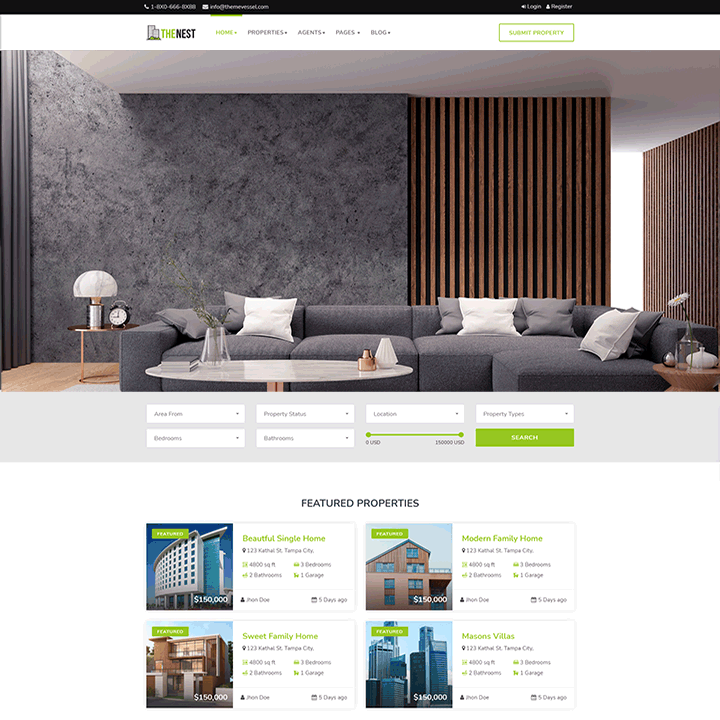 1-8X0-666-8X88 info@themevessel.com Login Register
THENEST HOME PROPERTIES AGENTS PAGES BLOG SUBMIT PROPERTY
Area From Property Status Location Property Types
Bedrooms Bathrooms 0 USD 150000 USD SEARCH
FEATURED PROPERTIES
FEATURED
$150,000
Beautful Single Home
123 Kathal St. Tampa City,
4800 sq ft 3 Bedrooms
2 Bathrooms 1 Garage
Jhon Doe 5 Days ago
FEATURED
$150,000
Modern Family Home
123 Kathal St. Tampa City,
4800 sq ft 3 Bedrooms
2 Bathrooms 1 Garage
Jhon Doe 5 Days ago
FEATURED
$150,000
Sweet Family Home
123 Kathal St. Tampa City,
4800 sq ft 3 Bedrooms
2 Bathrooms 1 Garage
Jhon Doe 5 Days ago
FEATURED
$150,000
Masons Villas
123 Kathal St. Tampa City,
4800 sq ft 3 Bedrooms
2 Bathrooms 1 Garage
Jhon Doe 5 Days ago